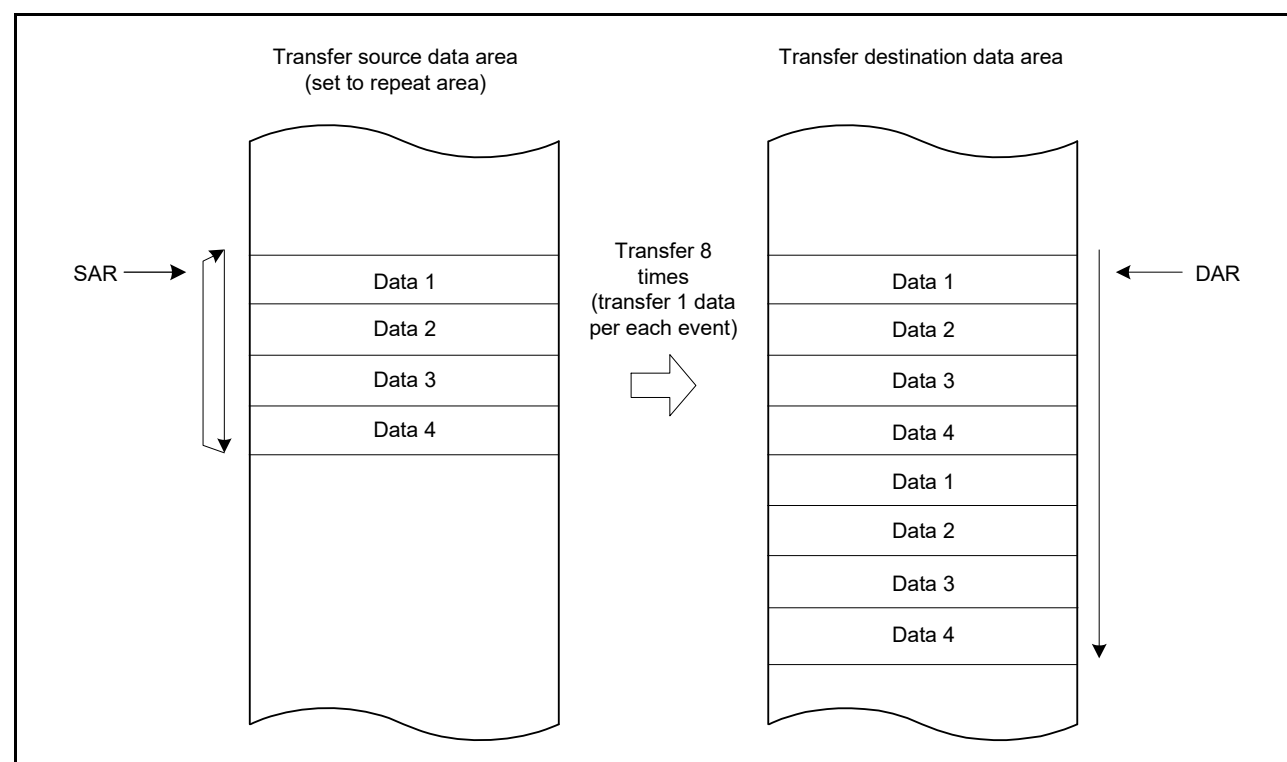 Transfer source data area
(set to repeat area)
Transfer destination data area
SAR
Data 1
Data 2
Data 3
Data 4
Transfer 8
times
(transfer 1 data
per each event)
Data 1
Data 2
Data 3
Data 4
Data 1
Data 2
Data 3
Data 4
DAR